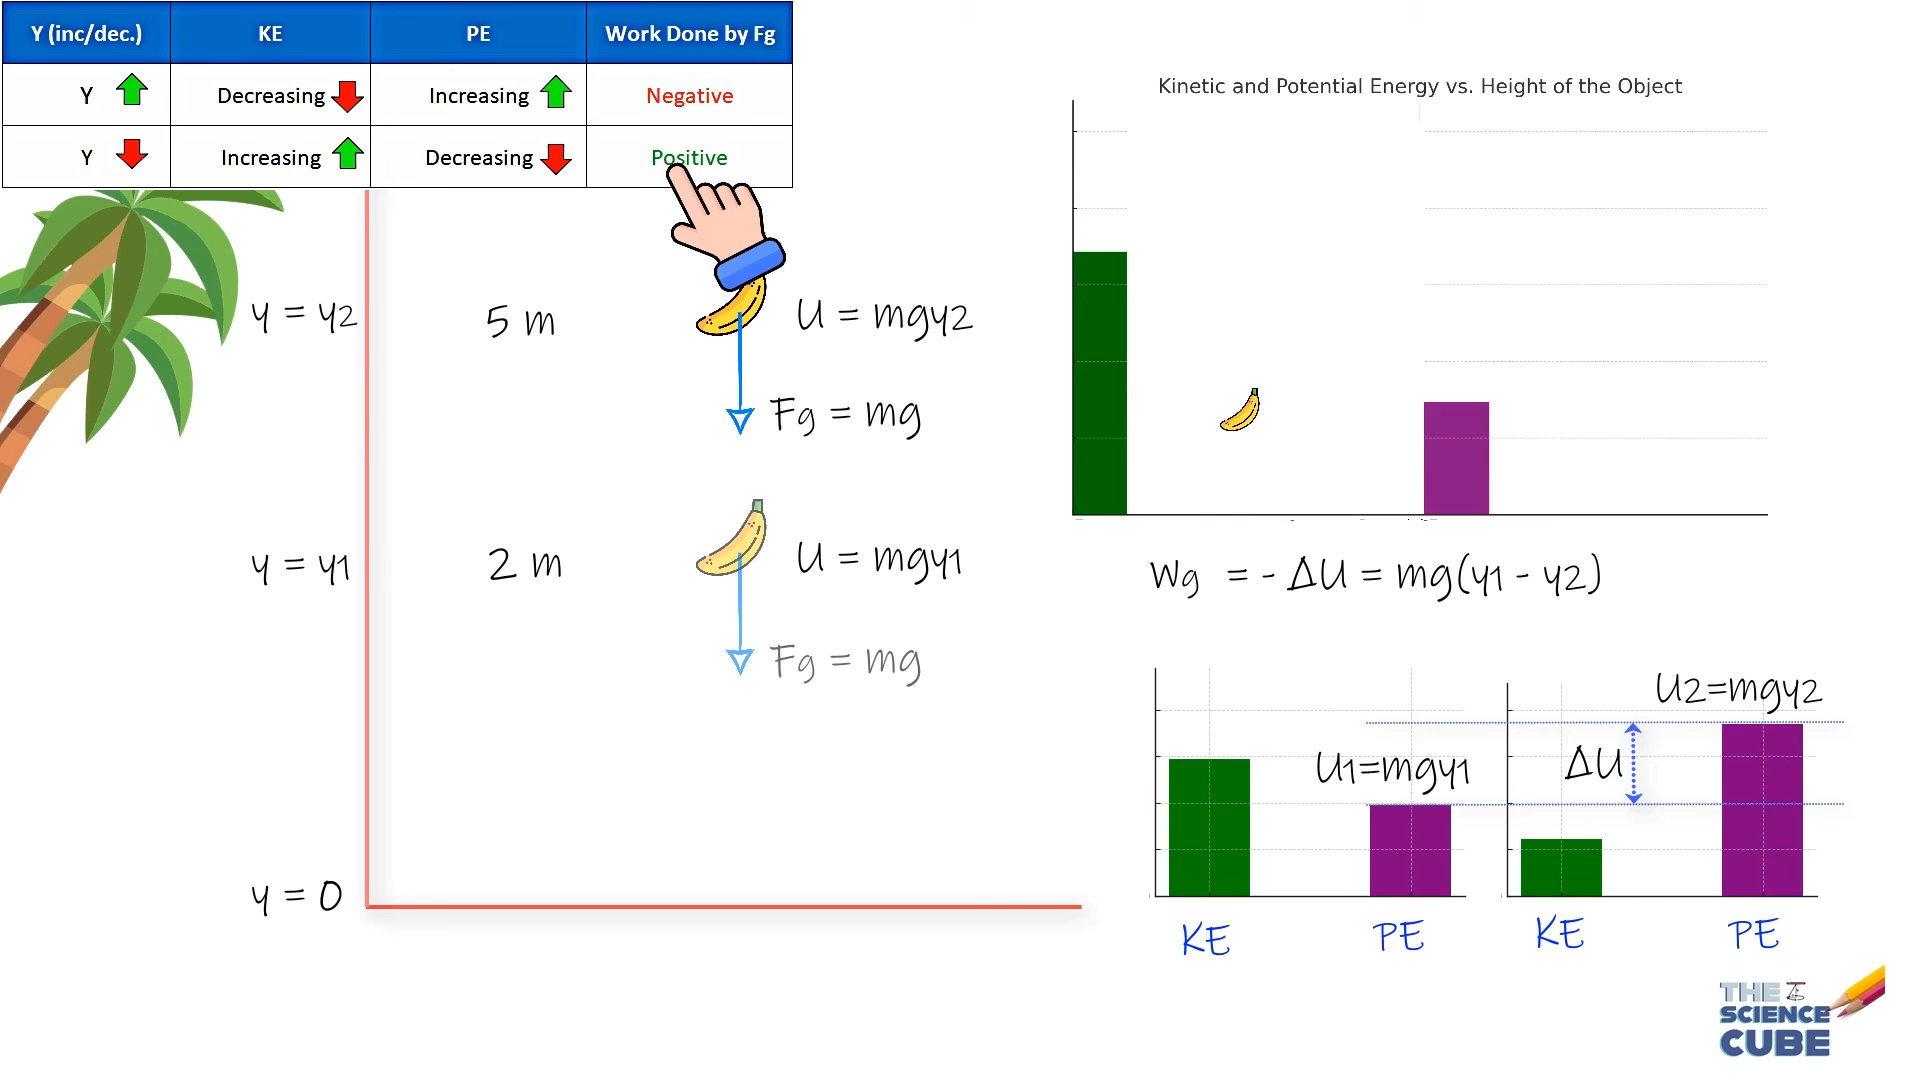 Y (inc/dec.) KE PE Work Done by Fg
Y Decreasing Increasing Negative
Y Increasing Decreasing Positive
Kinetic and Potential Energy vs. Height of the Object
y = y2 5 m U = mgy2
Fg = mg
y = y1 2 m U = mgy1
Fg = mg
y = 0
Wg = - ΔU = mg(y1 - y2)
U2=mgy2
U1=mgy1 ΔU
KE PE KE PE
THE
SCIENCE
CUBE